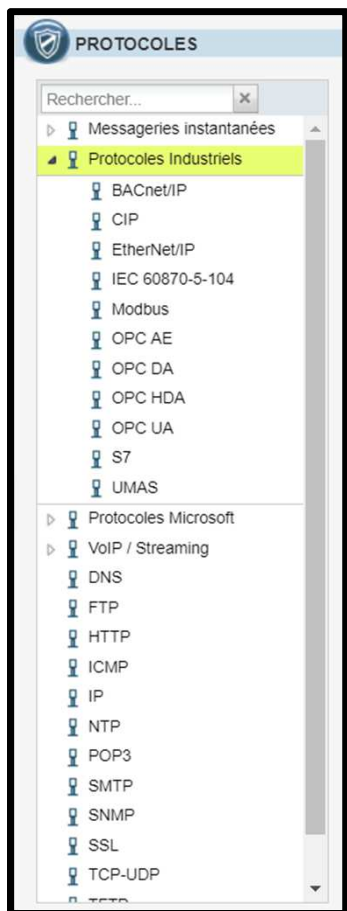 PROTOCOLES
Rechercher...
Messageries instantanées
Protocoles Industriels
BACnet/IP
CIP
EtherNet/IP
IEC 60870-5-104
Modbus
OPC AE
OPC DA
OPC HDA
OPC UA
S7
UMAS
Protocoles Microsoft
VoIP / Streaming
DNS
FTP
HTTP
ICMP
IP
NTP
POP3
SMTP
SNMP
SSL
TCP-UDP